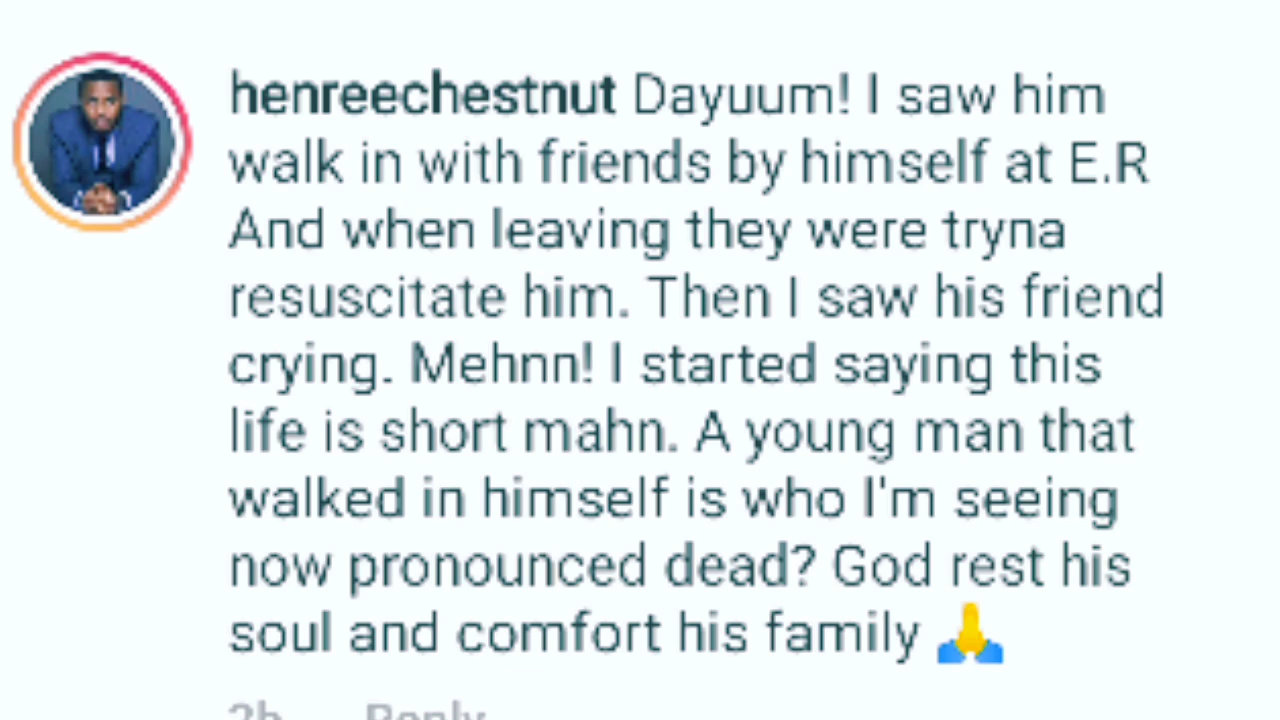 henreechestnut Dayuum! I saw him
walk in with friends by himself at E.R
And when leaving they were tryna
resuscitate him. Then I saw his friend
crying. Mehnn! I started saying this
life is short mahn. A young man that
walked in himself is who I'm seeing
now pronounced dead? God rest his
soul and comfort his family 🙏
2h Reply